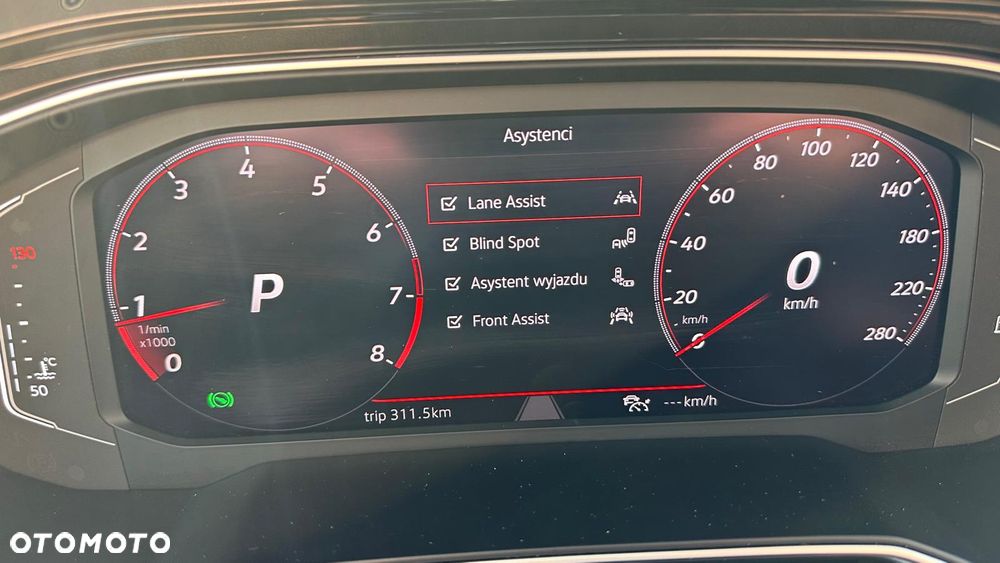 Asystenci
Lane Assist
Blind Spot
Asystent wyjazdu
Front Assist
130
°C
50
0
1
2
3
4
5
6
7
8
1/min
x1000
P
0
20
40
60
80
100
120
140
180
220
280
km/h
0
km/h
trip 311.5km
--- km/h
OTOMOTO